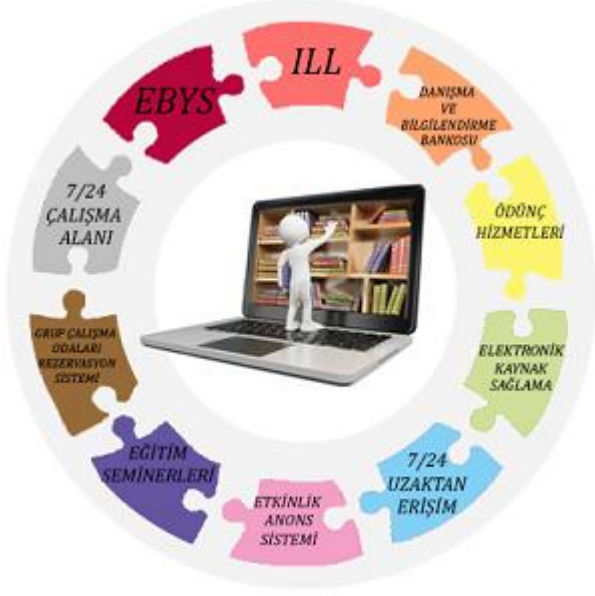 ILL
DANIŞMA
VE
BİLGİLENDİRME
BANKOSU
ÖDÜNÇ
HİZMETLERİ
ELEKTRONİK
KAYNAK
SAĞLAMA
7/24
UZAKTAN
ERİŞİM
ETKİNLİK
ANONS
SİSTEMİ
EĞİTİM
SEMİNERLERİ
GRUP ÇALIŞMA
ODALARI
REZERVASYON
SİSTEMİ
7/24
ÇALIŞMA
ALANI
EBYS